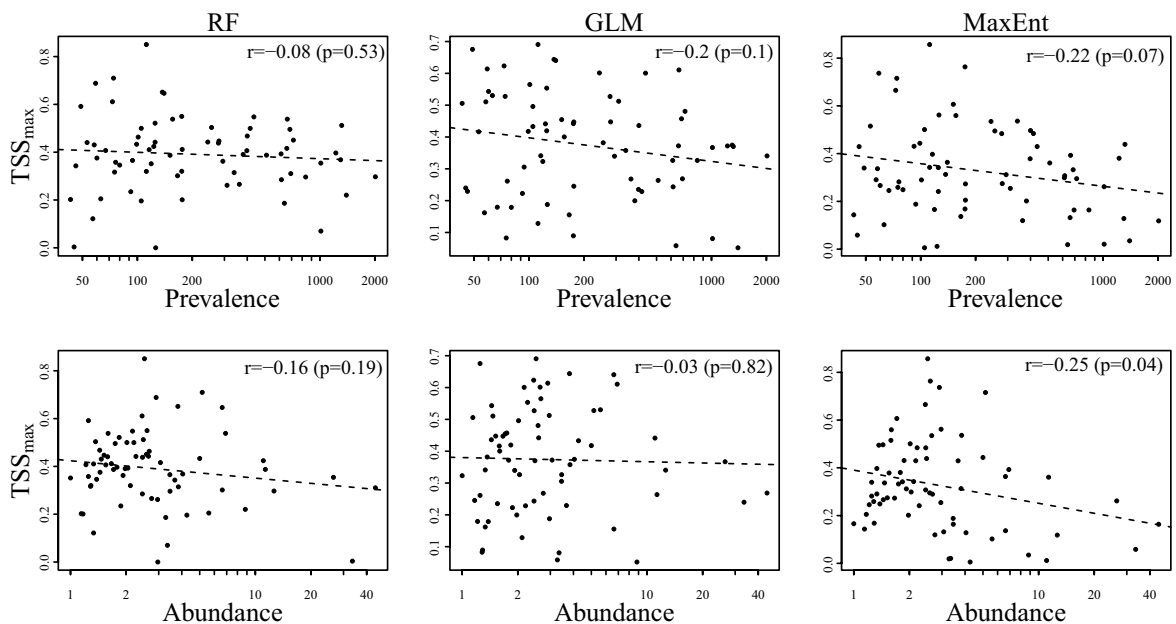 RF GLM MaxEnt
r=−0.08 (p=0.53) r=−0.2 (p=0.1) r=−0.22 (p=0.07)
TSSmax
0.0 0.2 0.4 0.6 0.8
0.1 0.2 0.3 0.4 0.5 0.6 0.7
0.0 0.2 0.4 0.6 0.8
50 100 200 1000 2000
50 100 200 500 1000 2000
50 100 200 500 1000 2000
Prevalence Prevalence Prevalence
r=−0.16 (p=0.19) r=−0.03 (p=0.82) r=−0.25 (p=0.04)
TSSmax
0.0 0.2 0.4 0.6 0.8
0.1 0.2 0.3 0.4 0.5 0.6 0.7
0.0 0.2 0.4 0.6 0.8
1 2 10 20 40
1 2 10 20 40
1 2 10 20 40
Abundance Abundance Abundance